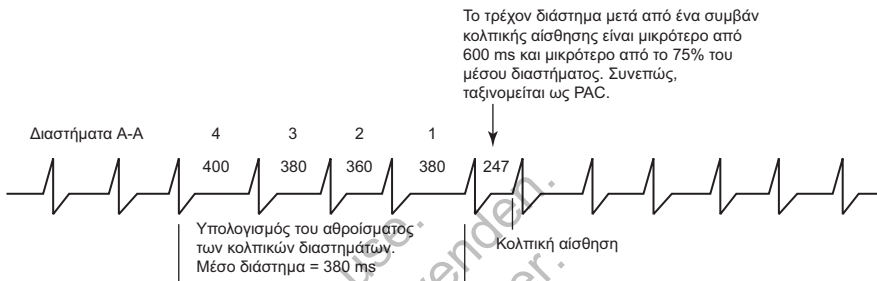 Το τρέχον διάστημα μετά από ένα συμβάν
κολπικής αίσθησης είναι μικρότερο από
600 ms και μικρότερο από το 75% του
μέσου διαστήματος. Συνεπώς,
ταξινομείται ως PAC.
Διαστήματα A-A 4 3 2 1
400 380 360 380 247
Υπολογισμός του αθροίσματος
των κολπικών διαστημάτων.
Μέσο διάστημα = 380 ms
Κολπική αίσθηση
use.